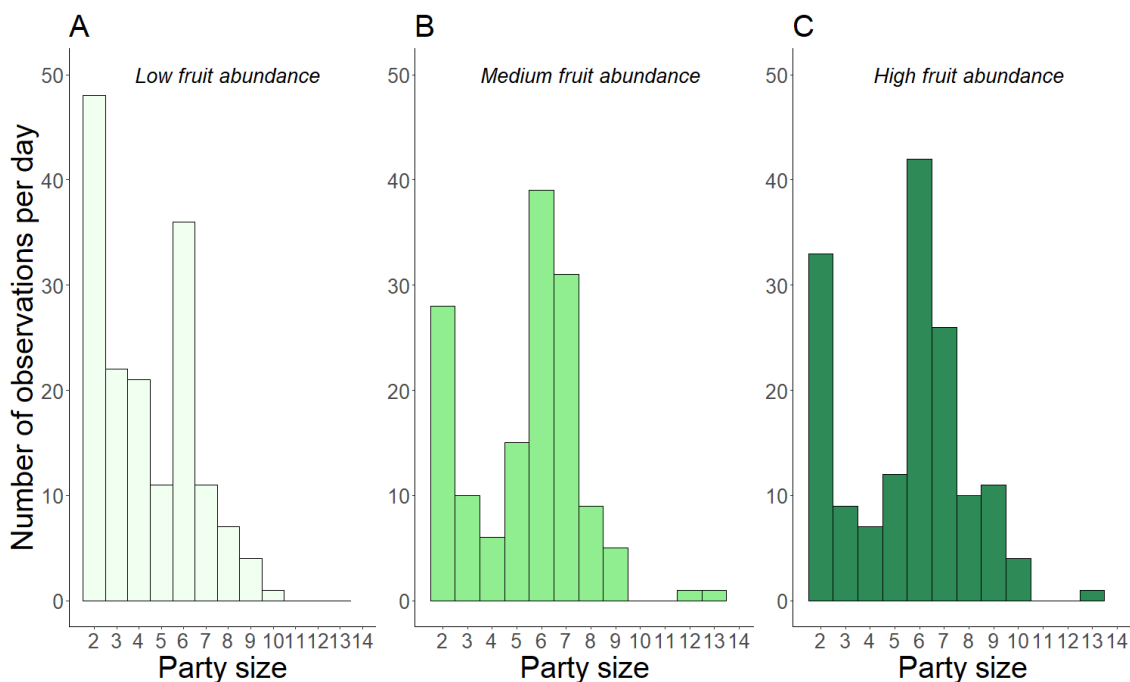 A
B
C
Low fruit abundance
Medium fruit abundance
High fruit abundance
Number of observations per day
50
40
30
20
10
0
50
40
30
20
10
0
50
40
30
20
10
0
2 3 4 5 6 7 8 9 10 11 12 13 14
2 3 4 5 6 7 8 9 10 11 12 13 14
2 3 4 5 6 7 8 9 10 11 12 13 14
Party size
Party size
Party size